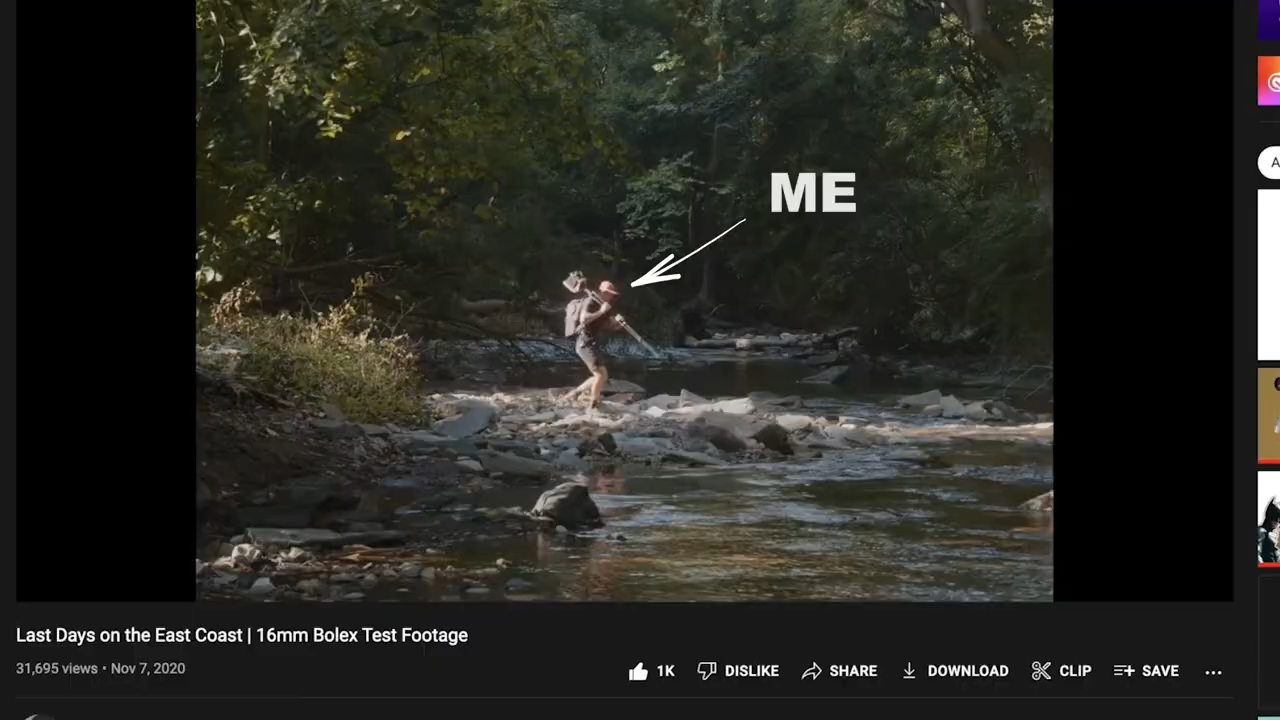 ME
Last Days on the East Coast | 16mm Bolex Test Footage
31,695 views • Nov 7, 2020
1K DISLIKE SHARE DOWNLOAD CLIP SAVE
A